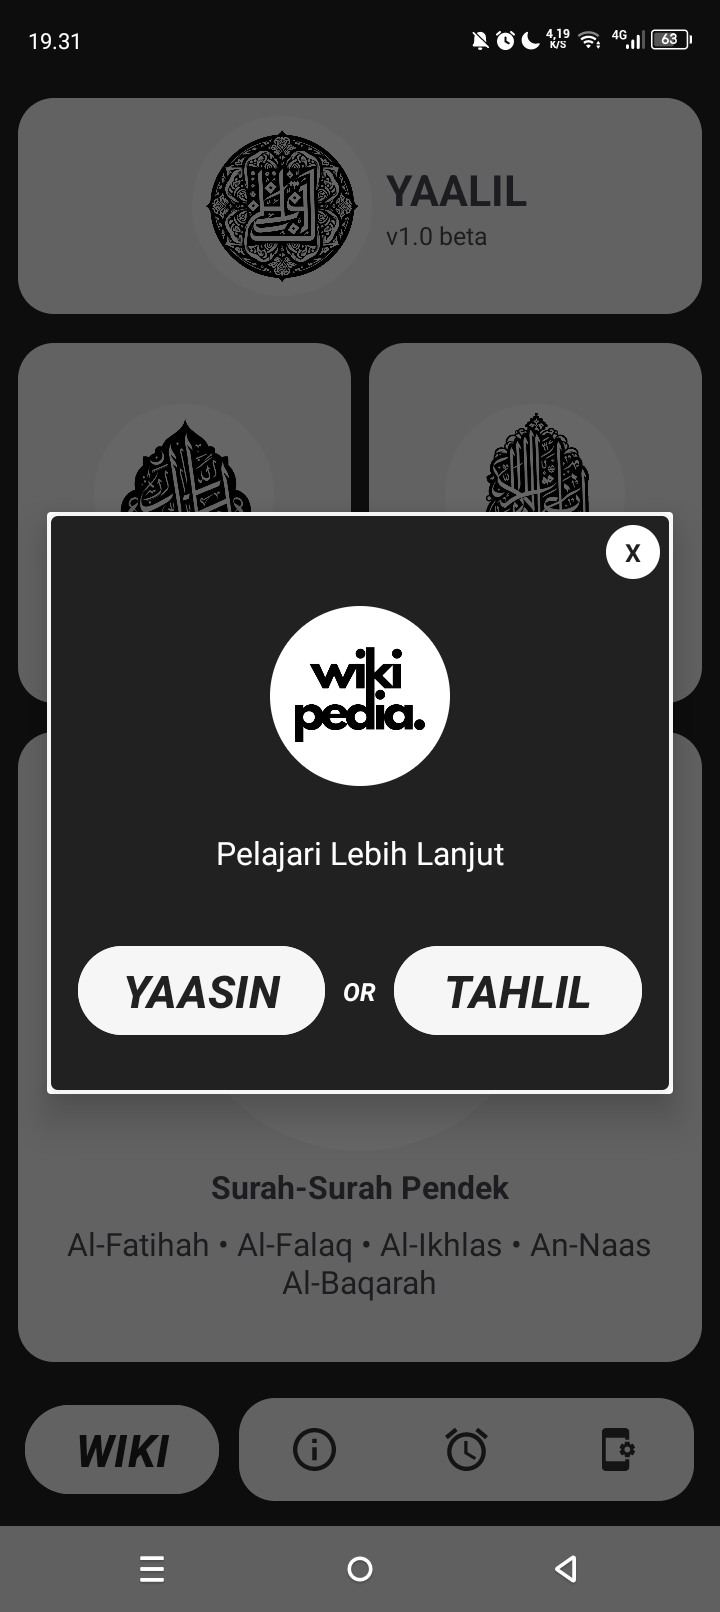 19.31
4,19
K/S
4G
63
YAALIL
v1.0 beta
X
wiki
pedia.
Pelajari Lebih Lanjut
YAASIN OR TAHLIL
Surah-Surah Pendek
Al-Fatihah • Al-Falaq • Al-Ikhlas • An-Naas
Al-Baqarah
WIKI